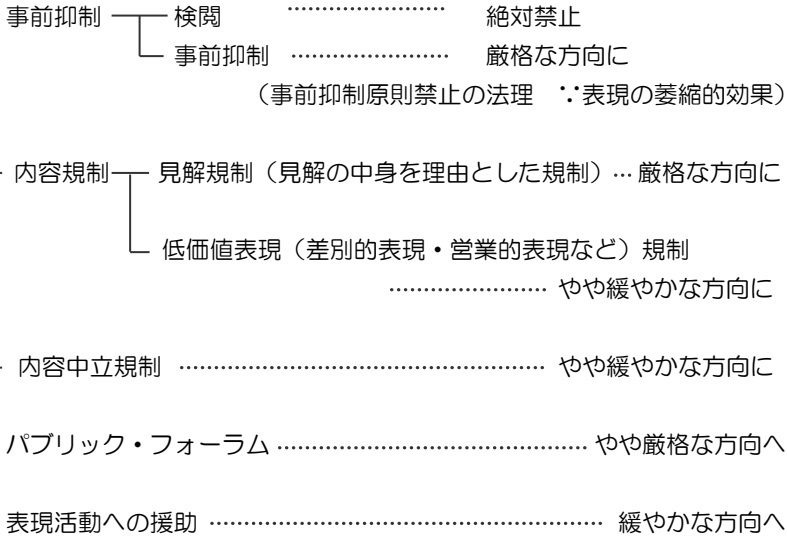 事前抑制 検閲 …………………… 絶対禁止
事前抑制 ………………… 厳格な方向に
（事前抑制原則禁止の法理　∵表現の萎縮的効果）
内容規制 見解規制（見解の中身を理由とした規制）… 厳格な方向に
低価値表現（差別的表現・営業的表現など）規制
…………………… やや緩やかな方向に
内容中立規制 ……………………………………………… やや緩やかな方向に
パブリック・フォーラム ……………………………………… やや厳格な方向へ
表現活動への援助 …………………………………………………… 緩やかな方向へ